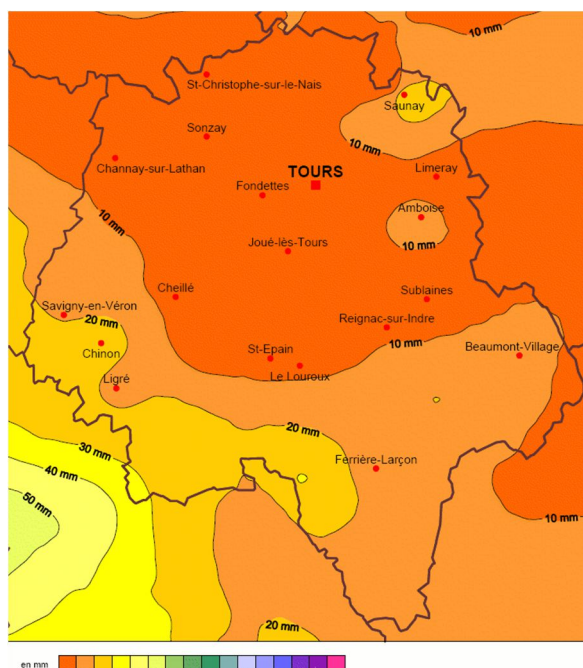 10 mm
St-Christophe-sur-le-Nais
Saunay
Sonzay
10 mm
Channay-sur-Lathan
TOURS
Limeray
Fondettes
Amboise
10 mm
10 mm
Joué-lès-Tours
Cheillé
Sublaines
Savigny-en-Véron
20 mm
Reignac-sur-Indre
10 mm
Chinon
St-Epain
Beaumont-Village
Le Louroux
Ligré
20 mm
30 mm
Ferrière-Larçon
40 mm
50 mm
10 mm
20 mm
en mm